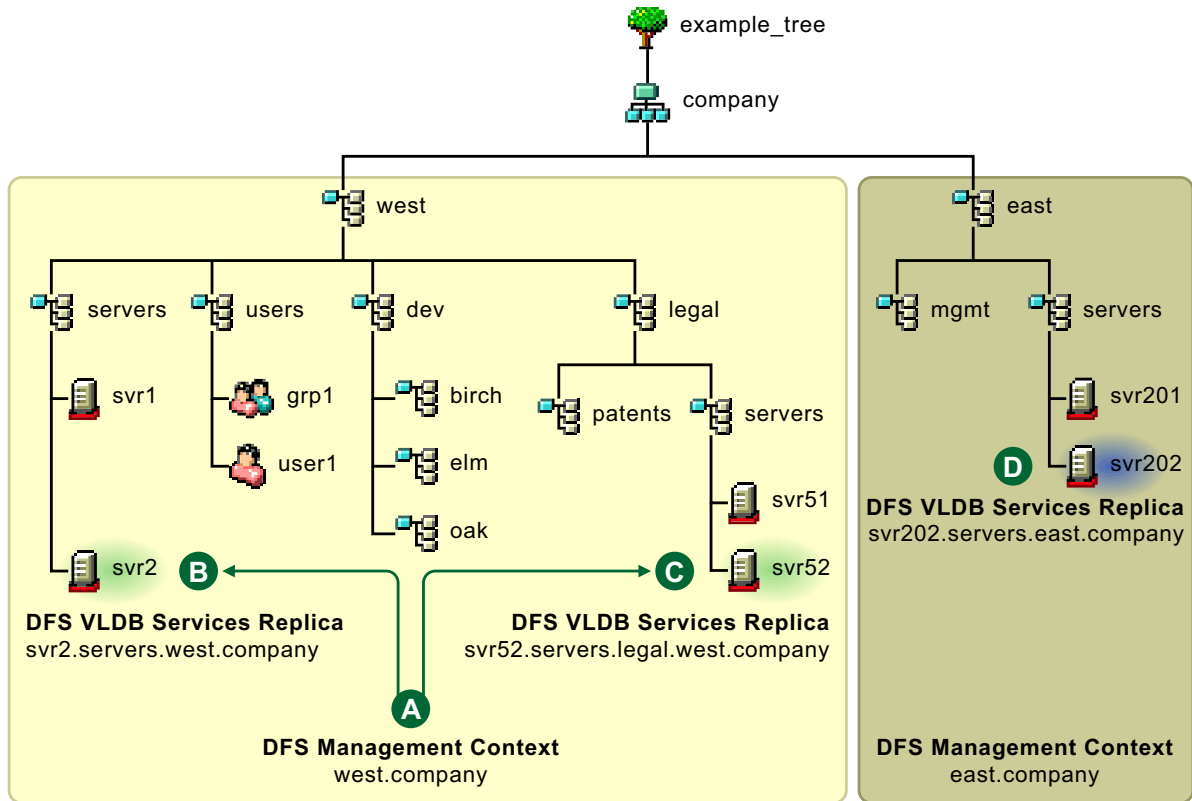 example_tree
company
west
east
servers
users
dev
legal
mgmt
servers
svr1
grp1
birch
patents
servers
svr201
user1
elm
svr202
D
svr51
DFS VLDB Services Replica
svr202.servers.east.company
oak
svr2
B
C
svr52
DFS VLDB Services Replica
svr2.servers.west.company
DFS VLDB Services Replica
svr52.servers.legal.west.company
A
DFS Management Context
west.company
DFS Management Context
east.company